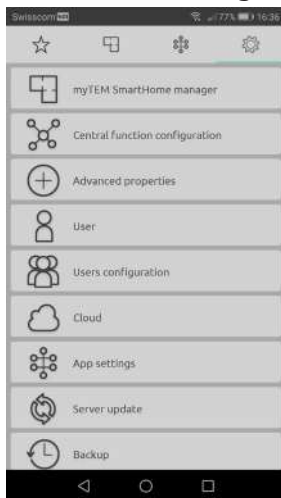 Swisscom 77% 16:36
myTEM SmartHome manager
Central function configuration
Advanced properties
User
Users configuration
Cloud
App settings
Server update
Backup